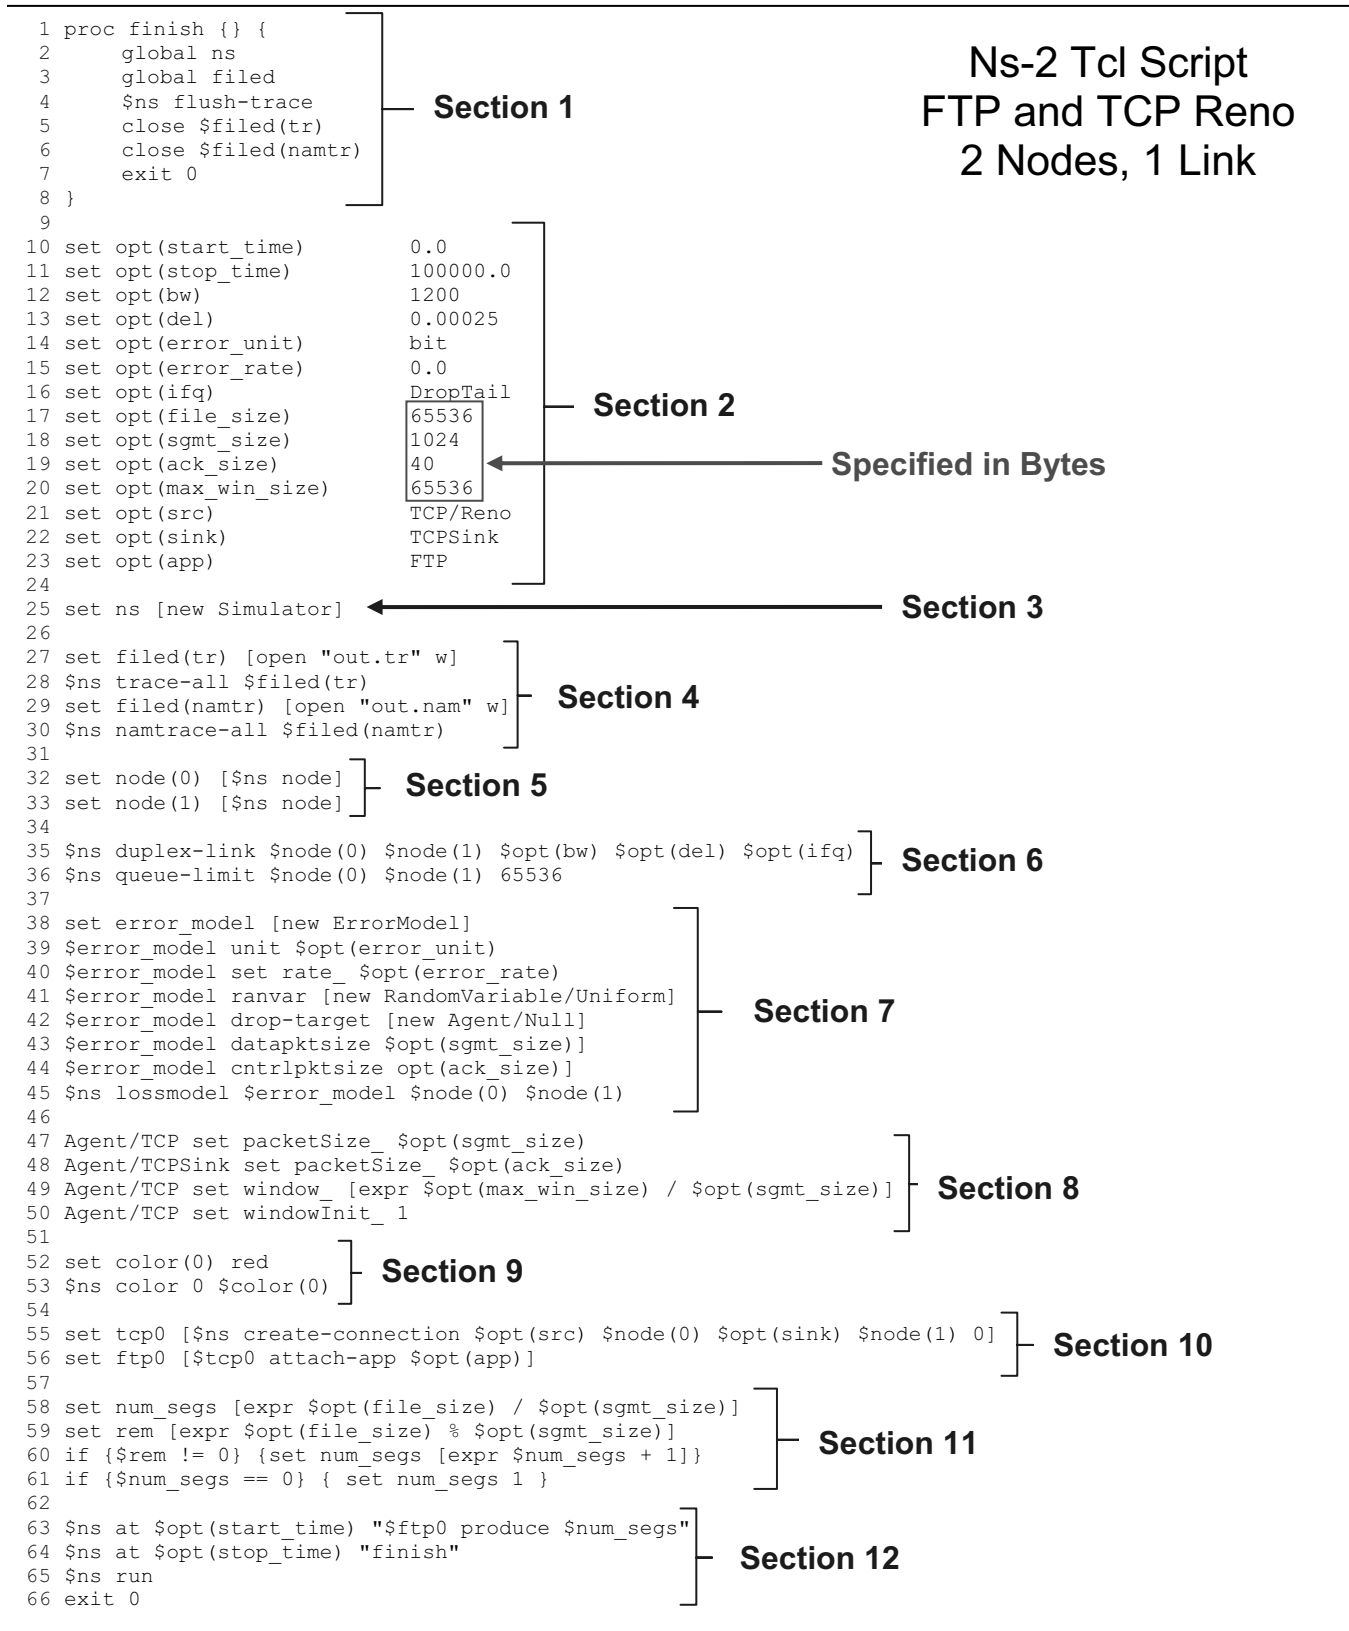 Ns-2 Tcl Script
FTP and TCP Reno
2 Nodes, 1 Link
1 proc finish {} {
2 global ns
3 global filed
4 $ns flush-trace
5 close $filed(tr)
6 close $filed(namtr)
7 exit 0
8 }
Section 1
9
10 set opt(start_time) 0.0
11 set opt(stop_time) 100000.0
12 set opt(bw) 1200
13 set opt(del) 0.00025
14 set opt(error_unit) bit
15 set opt(error_rate) 0.0
16 set opt(ifq) DropTail
17 set opt(file_size) 65536
18 set opt(sgmt_size) 1024
19 set opt(ack_size) 40
20 set opt(max_win_size) 65536
21 set opt(src) TCP/Reno
22 set opt(sink) TCPSink
23 set opt(app) FTP
Section 2
Specified in Bytes
24
25 set ns [new Simulator]
Section 3
26
27 set filed(tr) [open "out.tr" w]
28 $ns trace-all $filed(tr)
29 set filed(namtr) [open "out.nam" w]
30 $ns namtrace-all $filed(namtr)
Section 4
31
32 set node(0) [$ns node]
33 set node(1) [$ns node]
Section 5
34
35 $ns duplex-link $node(0) $node(1) $opt(bw) $opt(del) $opt(ifq)
36 $ns queue-limit $node(0) $node(1) 65536
Section 6
37
38 set error_model [new ErrorModel]
39 $error_model unit $opt(error_unit)
40 $error_model set rate_ $opt(error_rate)
41 $error_model ranvar [new RandomVariable/Uniform]
42 $error_model drop-target [new Agent/Null]
43 $error_model datapktsize $opt(sgmt_size)]
44 $error_model cntrlpktsize opt(ack_size)]
45 $ns lossmodel $error_model $node(0) $node(1)
Section 7
46
47 Agent/TCP set packetSize_ $opt(sgmt_size)
48 Agent/TCPSink set packetSize_ $opt(ack_size)
49 Agent/TCP set window_ [expr $opt(max_win_size) / $opt(sgmt_size)]
50 Agent/TCP set windowInit_ 1
Section 8
51
52 set color(0) red
53 $ns color 0 $color(0)
Section 9
54
55 set tcp0 [$ns create-connection $opt(src) $node(0) $opt(sink) $node(1) 0]
56 set ftp0 [$tcp0 attach-app $opt(app)]
Section 10
57
58 set num_segs [expr $opt(file_size) / $opt(sgmt_size)]
59 set rem [expr $opt(file_size) % $opt(sgmt_size)]
60 if {$rem != 0} {set num_segs [expr $num_segs + 1]}
61 if {$num_segs == 0} { set num_segs 1 }
Section 11
62
63 $ns at $opt(start_time) "$ftp0 produce $num_segs"
64 $ns at $opt(stop_time) "finish"
65 $ns run
66 exit 0
Section 12